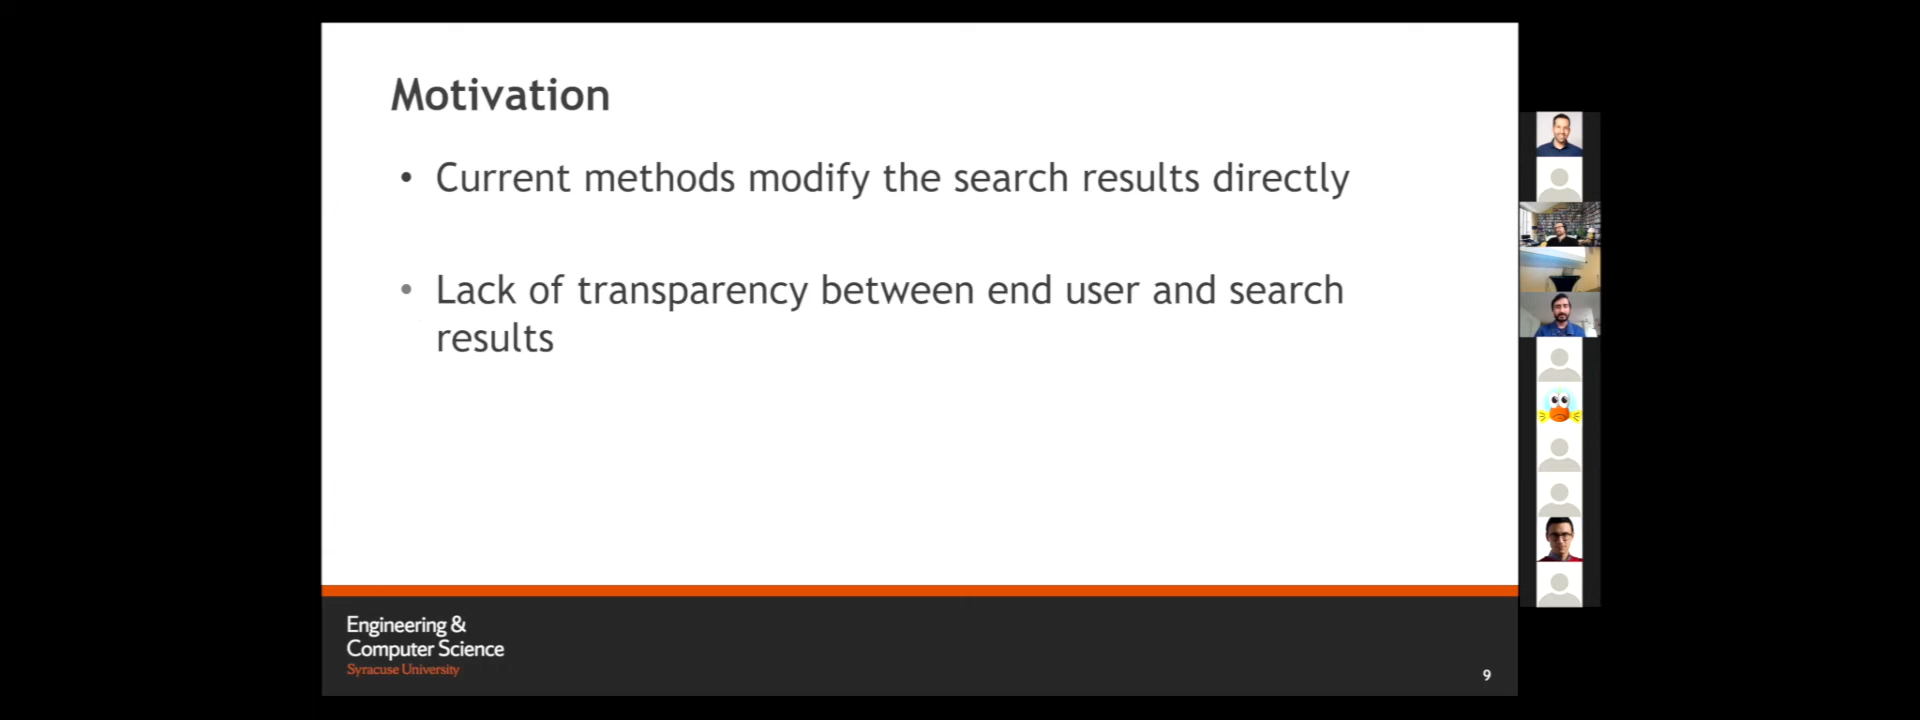 Motivation
• Current methods modify the search results directly
• Lack of transparency between end user and search
results
Engineering &
Computer Science
Syracuse University
9